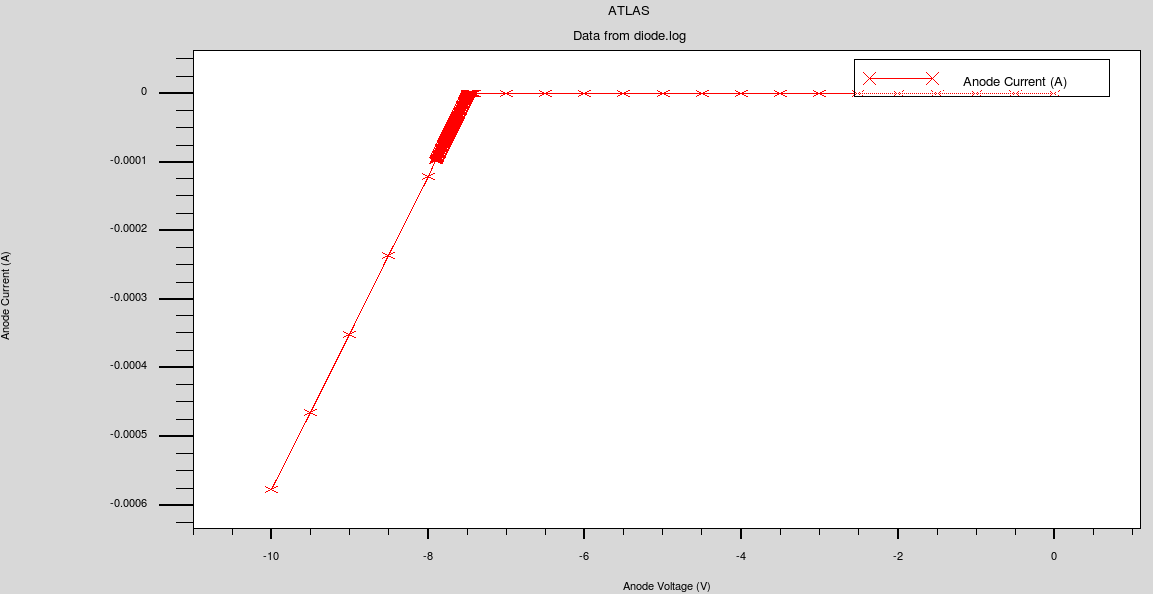 ATLAS
Data from diode.log
Anode Current (A)
0
-0.0001
-0.0002
-0.0003
-0.0004
-0.0005
-0.0006
Anode Current (A)
-10 -8 -6 -4 -2 0
Anode Voltage (V)